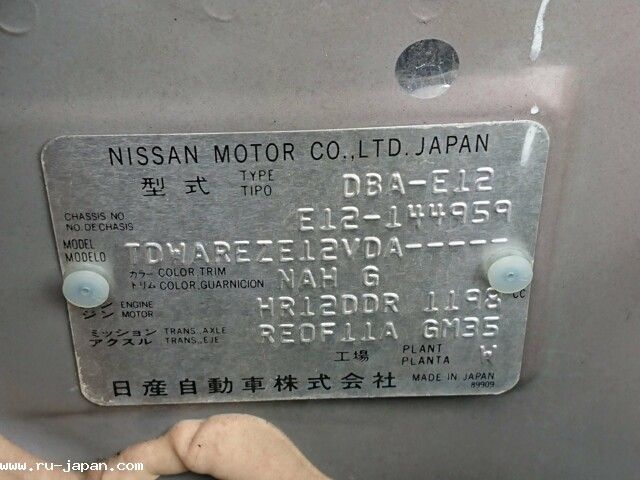 NISSAN MOTOR CO.,LTD. JAPAN
型式 TYPE TIPO DBA-E12
CHASSIS NO NO. DE CHASIS E12-144959
MODEL MODELO TDWAREZE12VDA-----
カラー トリム COLOR, TRIM COLOR, GUARNICION NAH G
ジン ENGINE MOTOR HR12DDR 1198 CC
ミッション アクスル TRANS., AXLE TRANS., EJE RE0F11A GM35
工場 PLANT PLANTA W
日産自動車株式会社 MADE IN JAPAN
89909
www.ru-japan.com